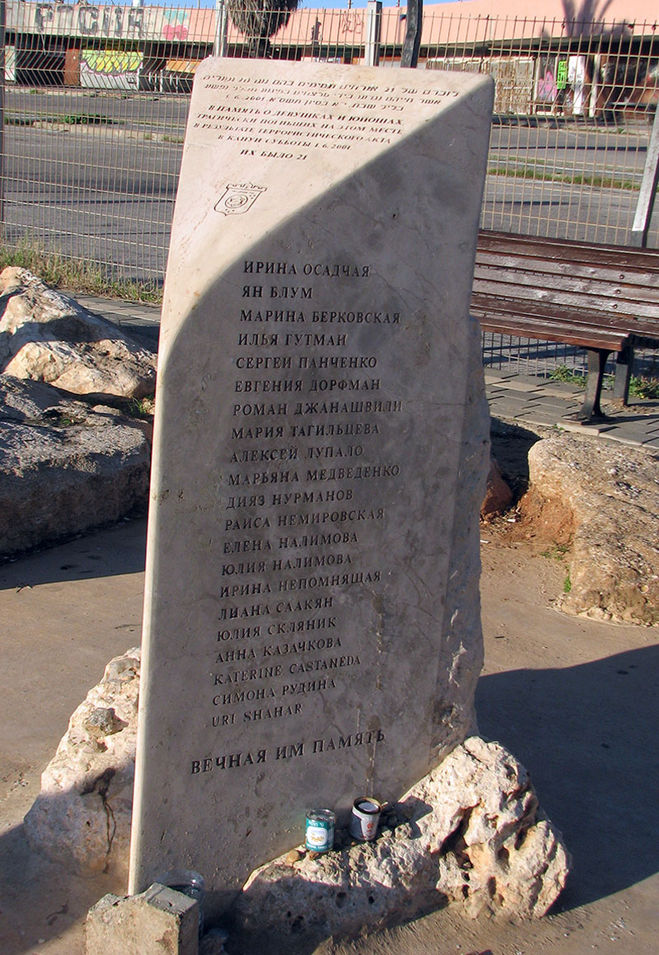 В ПАМЯТЬ О ДЕВУШКАХ И ЮНОШАХ
ТРАГИЧЕСКИ ПОГИБШИХ НА ЭТОМ МЕСТЕ
В РЕЗУЛЬТАТЕ ТЕРРОРИСТИЧЕСКОГО АКТА
В КАНУН СУББОТЫ 1.6.2001
ИХ БЫЛО 21
ИРИНА ОСАДЧАЯ
ЯН БЛУМ
МАРИНА БЕРКОВСКАЯ
ИЛЬЯ ГУТМАН
СЕРГЕЙ ПАНЧЕНКО
ЕВГЕНИЯ ДОРФМАН
РОМАН ДЖАНАШВИЛИ
МАРИЯ ТАГИЛЬЦЕВА
АЛЕКСЕЙ ЛУПАЛО
МАРЬЯНА МЕДВЕДЕНКО
ДИЯЗ НУРМАНОВ
РАИСА НЕМИРОВСКАЯ
ЕЛЕНА НАЛИМОВА
ЮЛИЯ НАЛИМОВА
ИРИНА НЕПОМНЯЩАЯ
ЛИАНА СААКЯН
ЮЛИЯ СКЛЯНИК
АННА КАЗАЧКОВА
KATERINE CASTANEDA
СИМОНА РУДИНА
URI SHAHAR
ВЕЧНАЯ ИМ ПАМЯТЬ